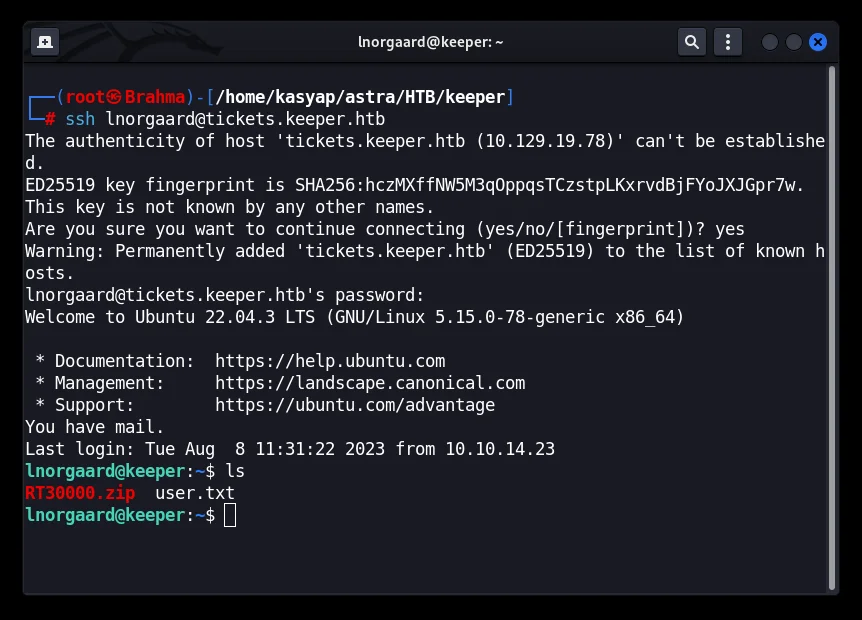 lnorgaard@keeper: ~
┌──(root㉿Brahma)-[/home/kasyap/astra/HTB/keeper]
└─# ssh lnorgaard@tickets.keeper.htb
The authenticity of host 'tickets.keeper.htb (10.129.19.78)' can't be establishe
d.
ED25519 key fingerprint is SHA256:hczMXffNW5M3qOppqsTCzstpLKxrvdBjFYoJXJGpr7w.
This key is not known by any other names.
Are you sure you want to continue connecting (yes/no/[fingerprint])? yes
Warning: Permanently added 'tickets.keeper.htb' (ED25519) to the list of known h
osts.
lnorgaard@tickets.keeper.htb's password:
Welcome to Ubuntu 22.04.3 LTS (GNU/Linux 5.15.0-78-generic x86_64)
 * Documentation:  https://help.ubuntu.com
 * Management:     https://landscape.canonical.com
 * Support:        https://ubuntu.com/advantage
You have mail.
Last login: Tue Aug  8 11:31:22 2023 from 10.10.14.23
lnorgaard@keeper:~$ ls
RT30000.zip  user.txt
lnorgaard@keeper:~$